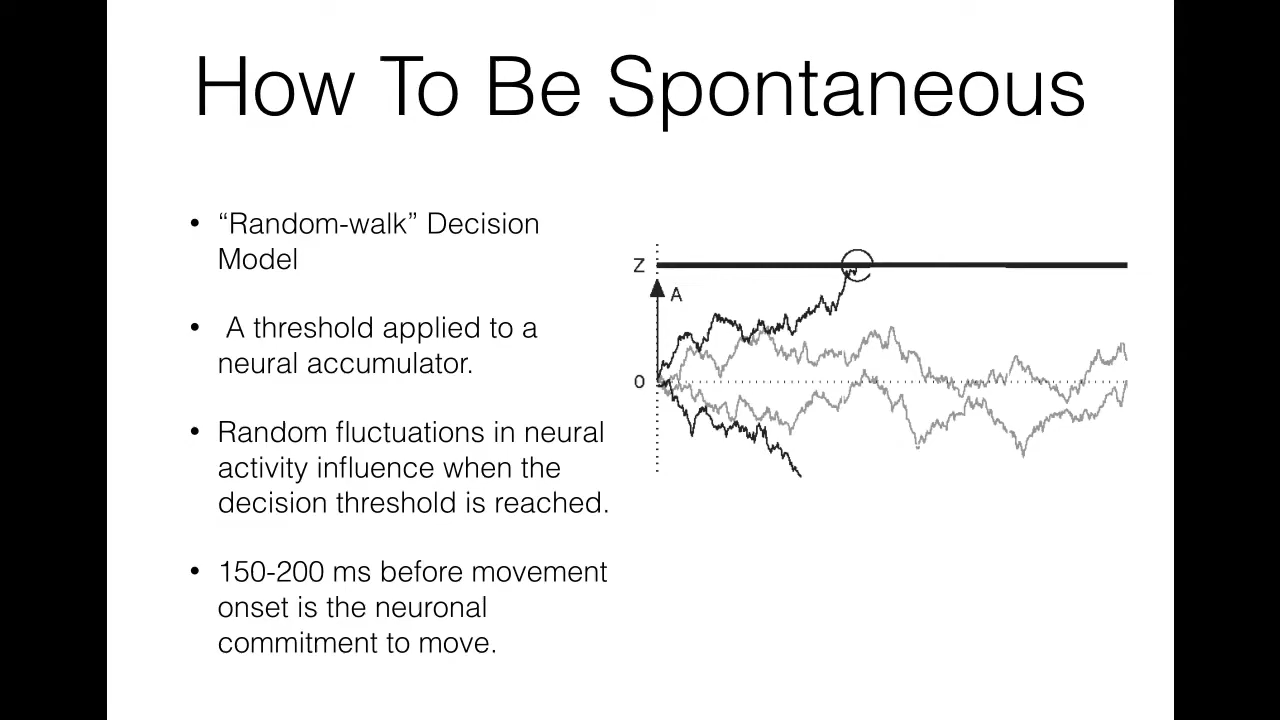 How To Be Spontaneous
• “Random-walk” Decision
Model
• A threshold applied to a
neural accumulator.
• Random fluctuations in neural
activity influence when the
decision threshold is reached.
• 150-200 ms before movement
onset is the neuronal
commitment to move.
Z
A
0